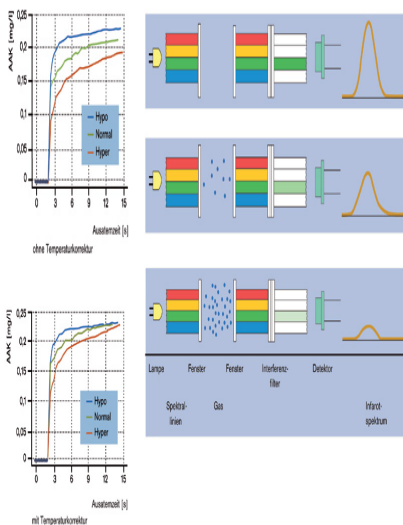 AAK [mg/l]
0,25
0,2
0,15
0,1
0,05
0
0 3 6 9 12 15
Hypo
Normal
Hyper
Ausatemzeit [s]
ohne Temperaturkorrektur
AAK [mg/l]
0,25
0,2
0,15
0,1
0,05
0
0 3 6 9 12 15
Hypo
Normal
Hyper
Ausatemzeit [s]
mit Temperaturkorrektur
Lampe Fenster Fenster Interferenz- Detektor
filter
Spektral- Gas Infarot-
linien spektrum